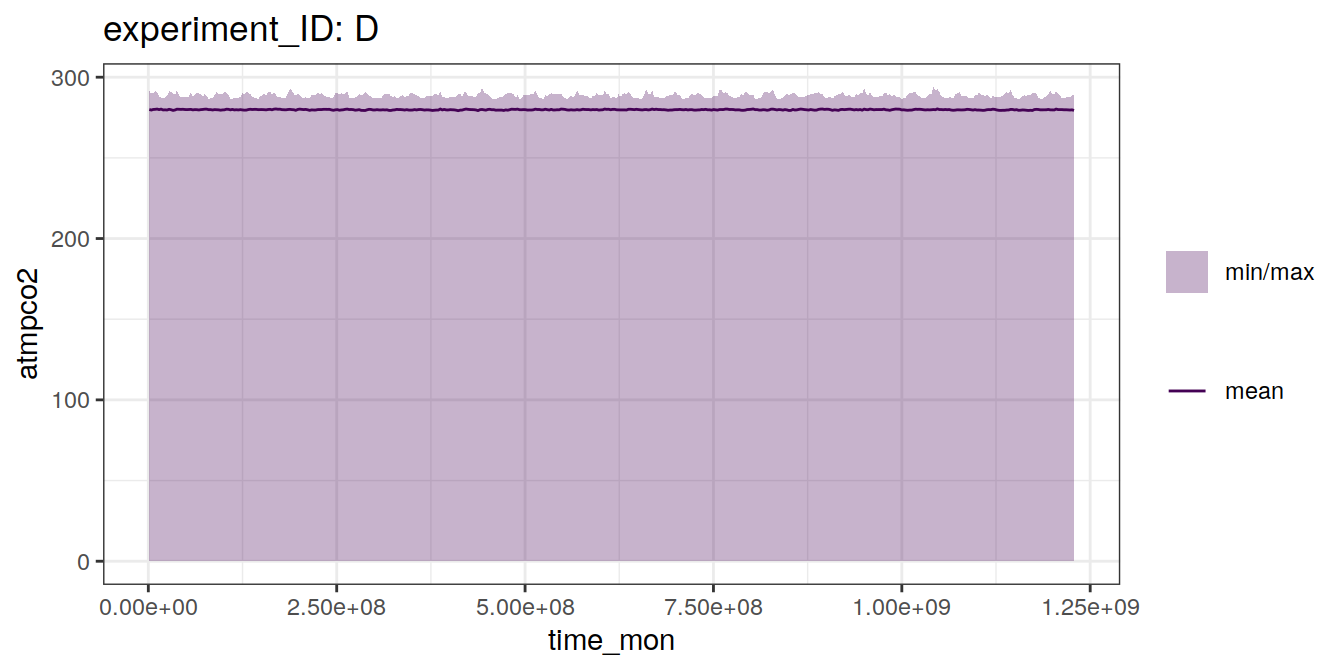 experiment_ID: D
300
200
100
0
atmpco2
0.00e+00 2.50e+08 5.00e+08 7.50e+08 1.00e+09 1.25e+09
time_mon
min/max
mean